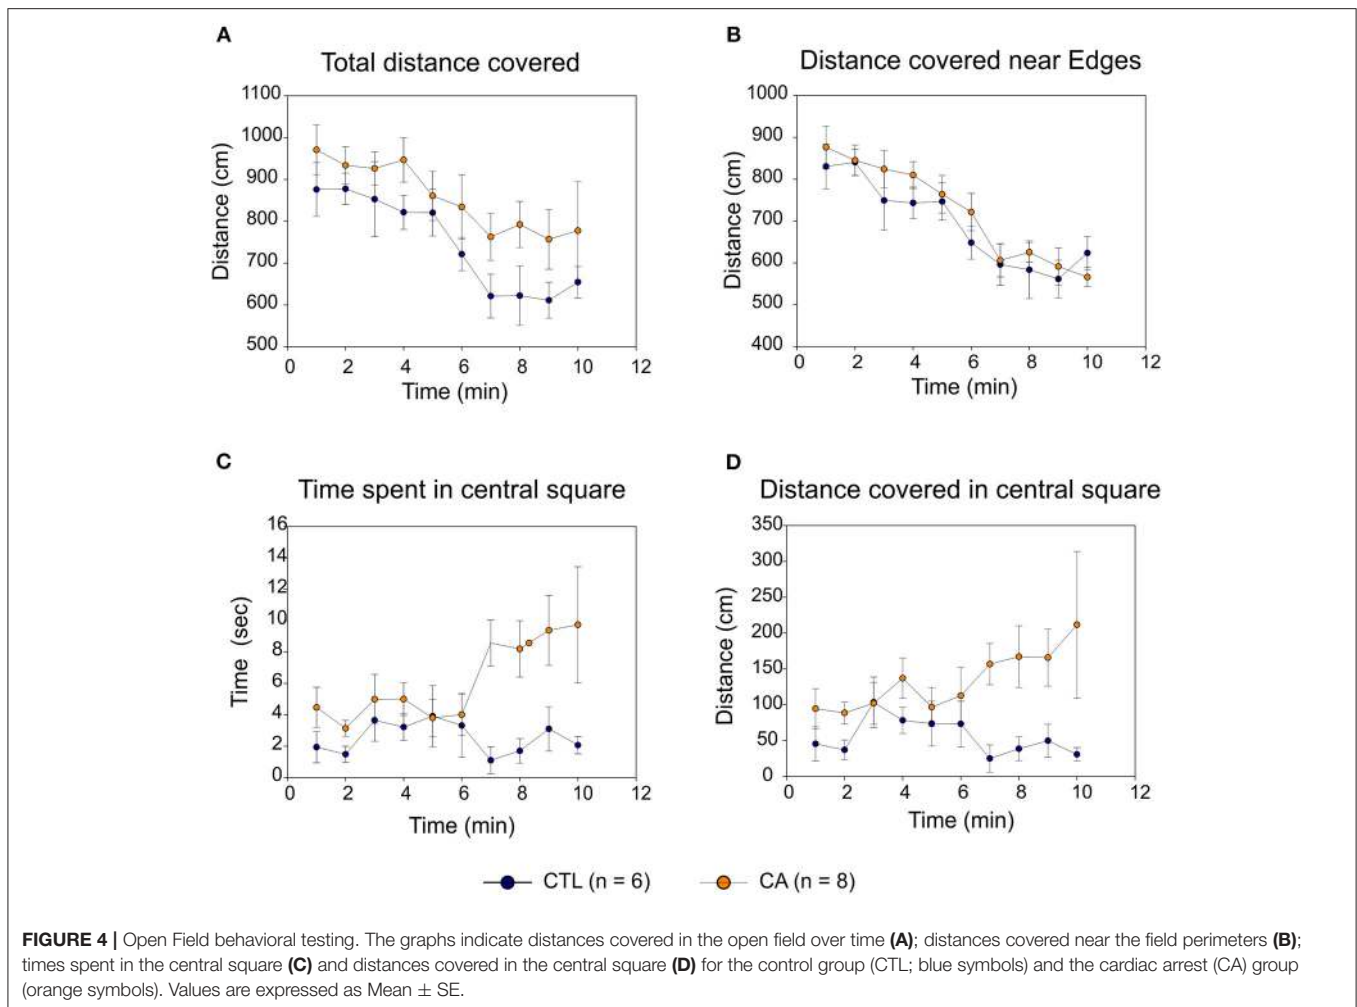 A
Total distance covered
1100
1000
900
800
700
600
500
Distance (cm)
0 2 4 6 8 10 12
Time (min)
B
Distance covered near Edges
1000
900
800
700
600
500
400
Distance (cm)
0 2 4 6 8 10 12
Time (min)
C
Time spent in central square
16
14
12
10
8
6
4
2
0
Time (sec)
0 2 4 6 8 10 12
Time (min)
D
Distance covered in central square
350
300
250
200
150
100
50
0
Distance (cm)
0 2 4 6 8 10 12
Time (min)
CTL (n = 6) CA (n = 8)
FIGURE 4 | Open Field behavioral testing. The graphs indicate distances covered in the open field over time (A); distances covered near the field perimeters (B);
times spent in the central square (C) and distances covered in the central square (D) for the control group (CTL; blue symbols) and the cardiac arrest (CA) group
(orange symbols). Values are expressed as Mean ± SE.